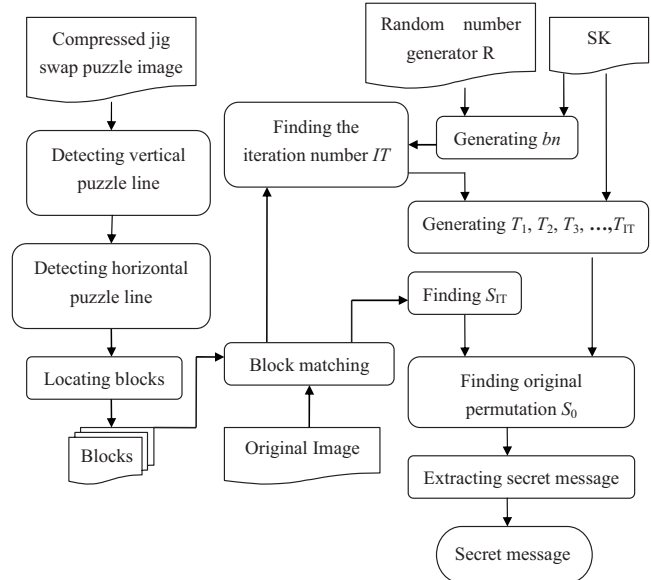 Compressed jig
swap puzzle image
Random number
generator R
SK
Finding the
iteration number IT
Generating bn
Detecting vertical
puzzle line
Generating T₁, T₂, T₃, …,T_IT
Detecting horizontal
puzzle line
Finding S_IT
Block matching
Locating blocks
Finding original
permutation S₀
Blocks
Original Image
Extracting secret message
Secret message